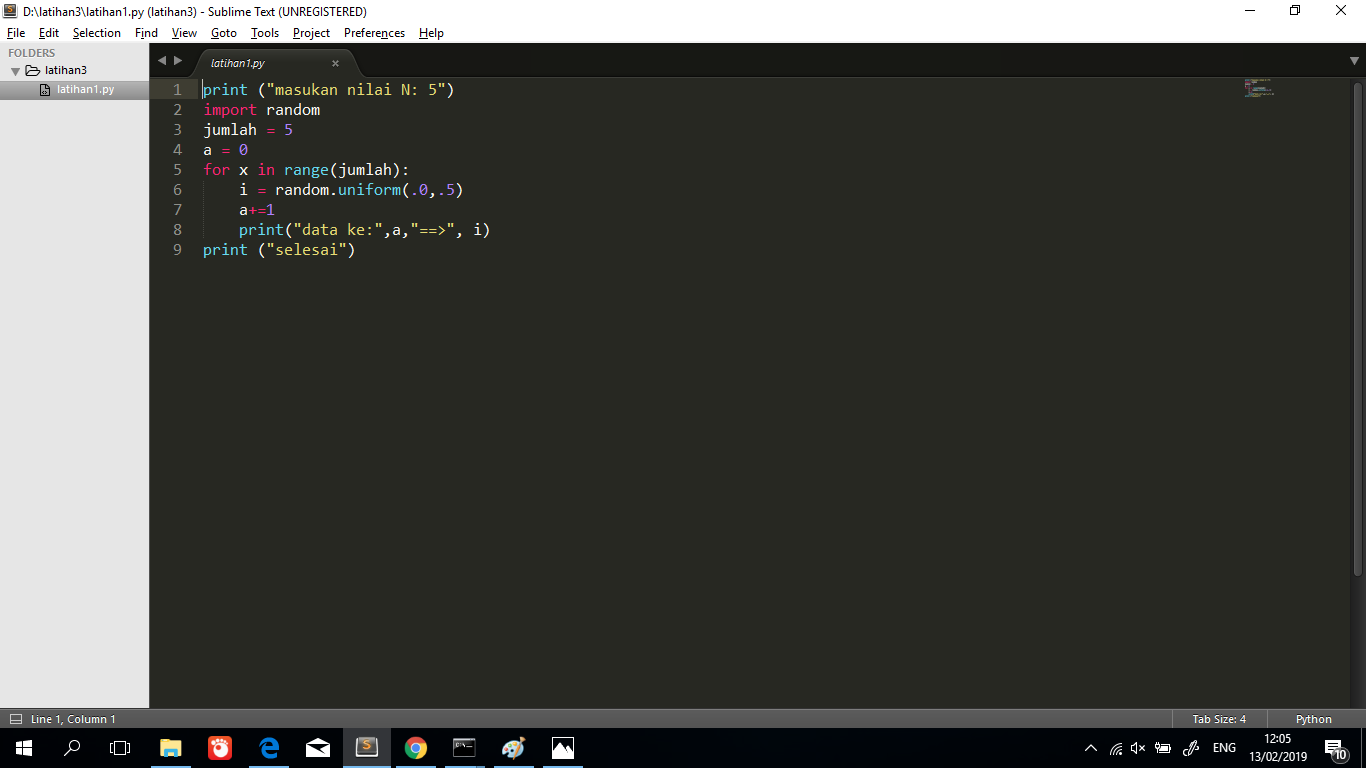 D:\latihan3\latihan1.py (latihan3) - Sublime Text (UNREGISTERED)
File Edit Selection Find View Goto Tools Project Preferences Help
FOLDERS
latihan3
latihan1.py
latihan1.py ×
1 print ("masukan nilai N: 5")
2 import random
3 jumlah = 5
4 a = 0
5 for x in range(jumlah):
6     i = random.uniform(.0,.5)
7     a+=1
8     print("data ke:",a,"==>", i)
9 print ("selesai")
Line 1, Column 1
Tab Size: 4
Python
ENG
12:05
13/02/2019
10